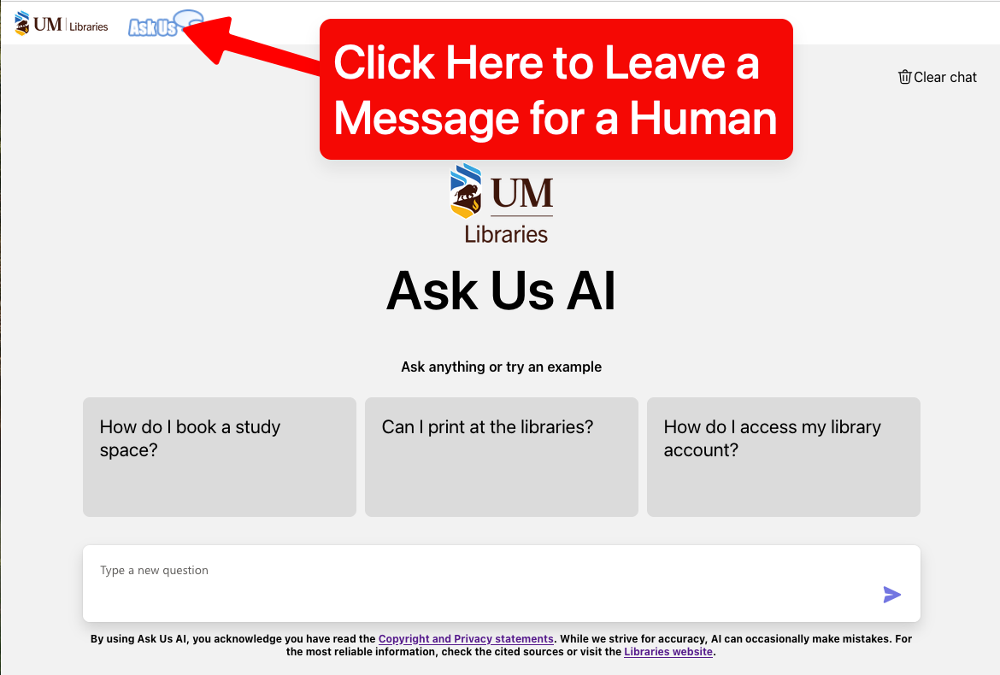 UM Libraries
Ask Us
Click Here to Leave a
Message for a Human
Clear chat
UM
Libraries
Ask Us AI
Ask anything or try an example
How do I book a study
space?
Can I print at the libraries?
How do I access my library
account?
Type a new question
By using Ask Us AI, you acknowledge you have read the Copyright and Privacy statements. While we strive for accuracy, AI can occasionally make mistakes. For
the most reliable information, check the cited sources or visit the Libraries website.